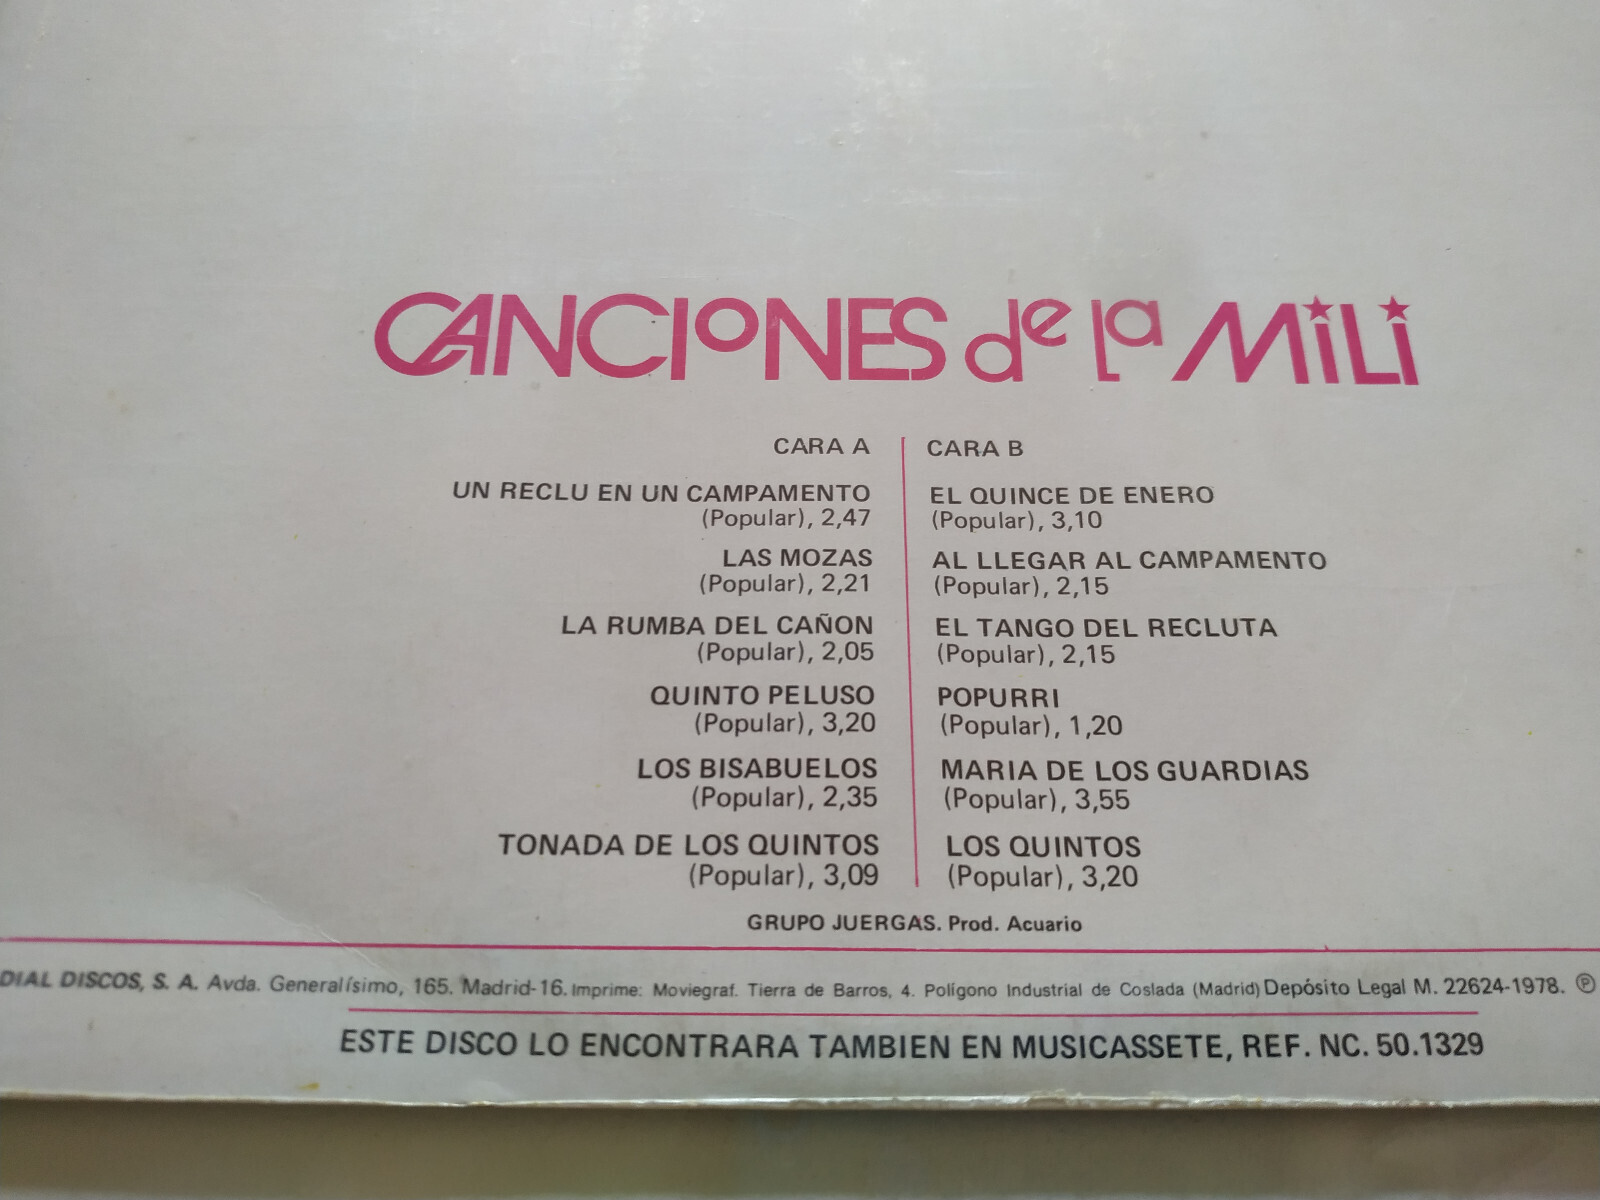 CANCIONES de la MiLi
CARA A
UN RECLU EN UN CAMPAMENTO
(Popular), 2,47
LAS MOZAS
(Popular), 2,21
LA RUMBA DEL CAÑON
(Popular), 2,05
QUINTO PELUSO
(Popular), 3,20
LOS BISABUELOS
(Popular), 2,35
TONADA DE LOS QUINTOS
(Popular), 3,09
CARA B
EL QUINCE DE ENERO
(Popular), 3,10
AL LLEGAR AL CAMPAMENTO
(Popular), 2,15
EL TANGO DEL RECLUTA
(Popular), 2,15
POPURRI
(Popular), 1,20
MARIA DE LOS GUARDIAS
(Popular), 3,55
LOS QUINTOS
(Popular), 3,20
GRUPO JUERGAS. Prod. Acuario
DIAL DISCOS, S. A. Avda. Generalísimo, 165. Madrid-16. Imprime: Moviegraf. Tierra de Barros, 4. Polígono Industrial de Coslada (Madrid) Depósito Legal M. 22624-1978. ℗
ESTE DISCO LO ENCONTRARA TAMBIEN EN MUSICASSETE, REF. NC. 50.1329